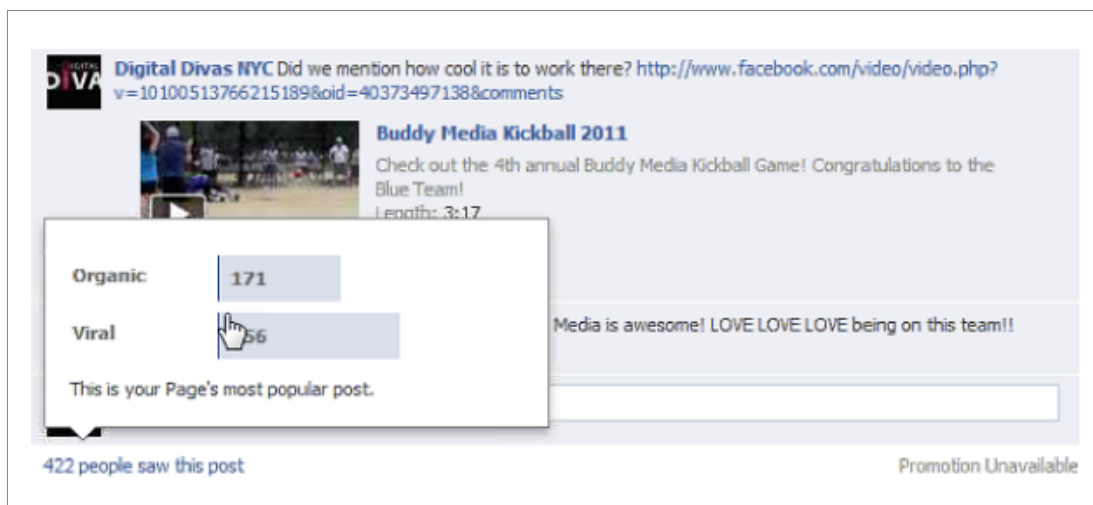 DIGITAL
DIVA
Digital Divas NYC Did we mention how cool it is to work there? http://www.facebook.com/video/video.php?
v=10100513766215189&oid=40373497138&comments
Buddy Media Kickball 2011
Check out the 4th annual Buddy Media Kickball Game! Congratulations to the
Blue Team!
Length: 3:17
Organic 171
Viral 56
Media is awesome! LOVE LOVE LOVE being on this team!!
This is your Page's most popular post.
422 people saw this post
Promotion Unavailable